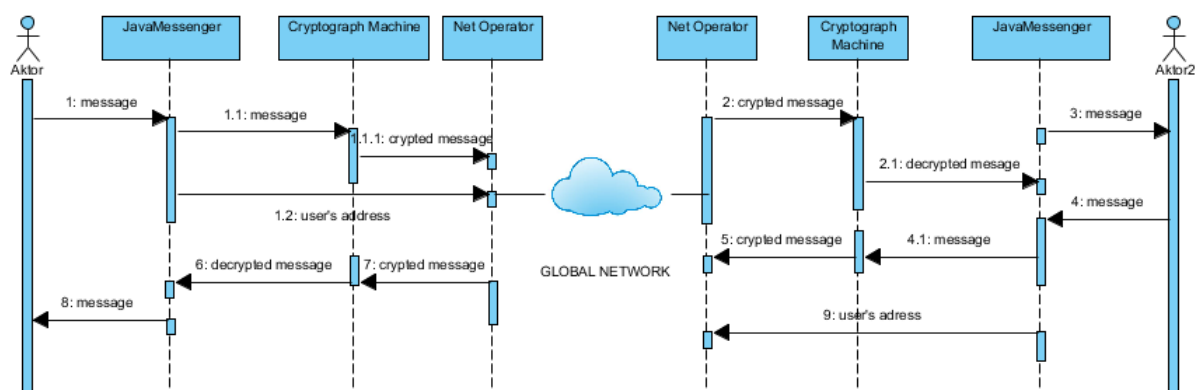 JavaMessenger
Cryptograph Machine
Net Operator
Net Operator
Cryptograph
Machine
JavaMessenger
Aktor
Aktor2
1: message
1.1: message
1.1.1: crypted message
1.2: user's address
2: crypted message
3: message
2.1: decrypted mesage
4: message
5: crypted message
4.1: message
6: decrypted message
7: crypted message
GLOBAL NETWORK
8: message
9: user's adress